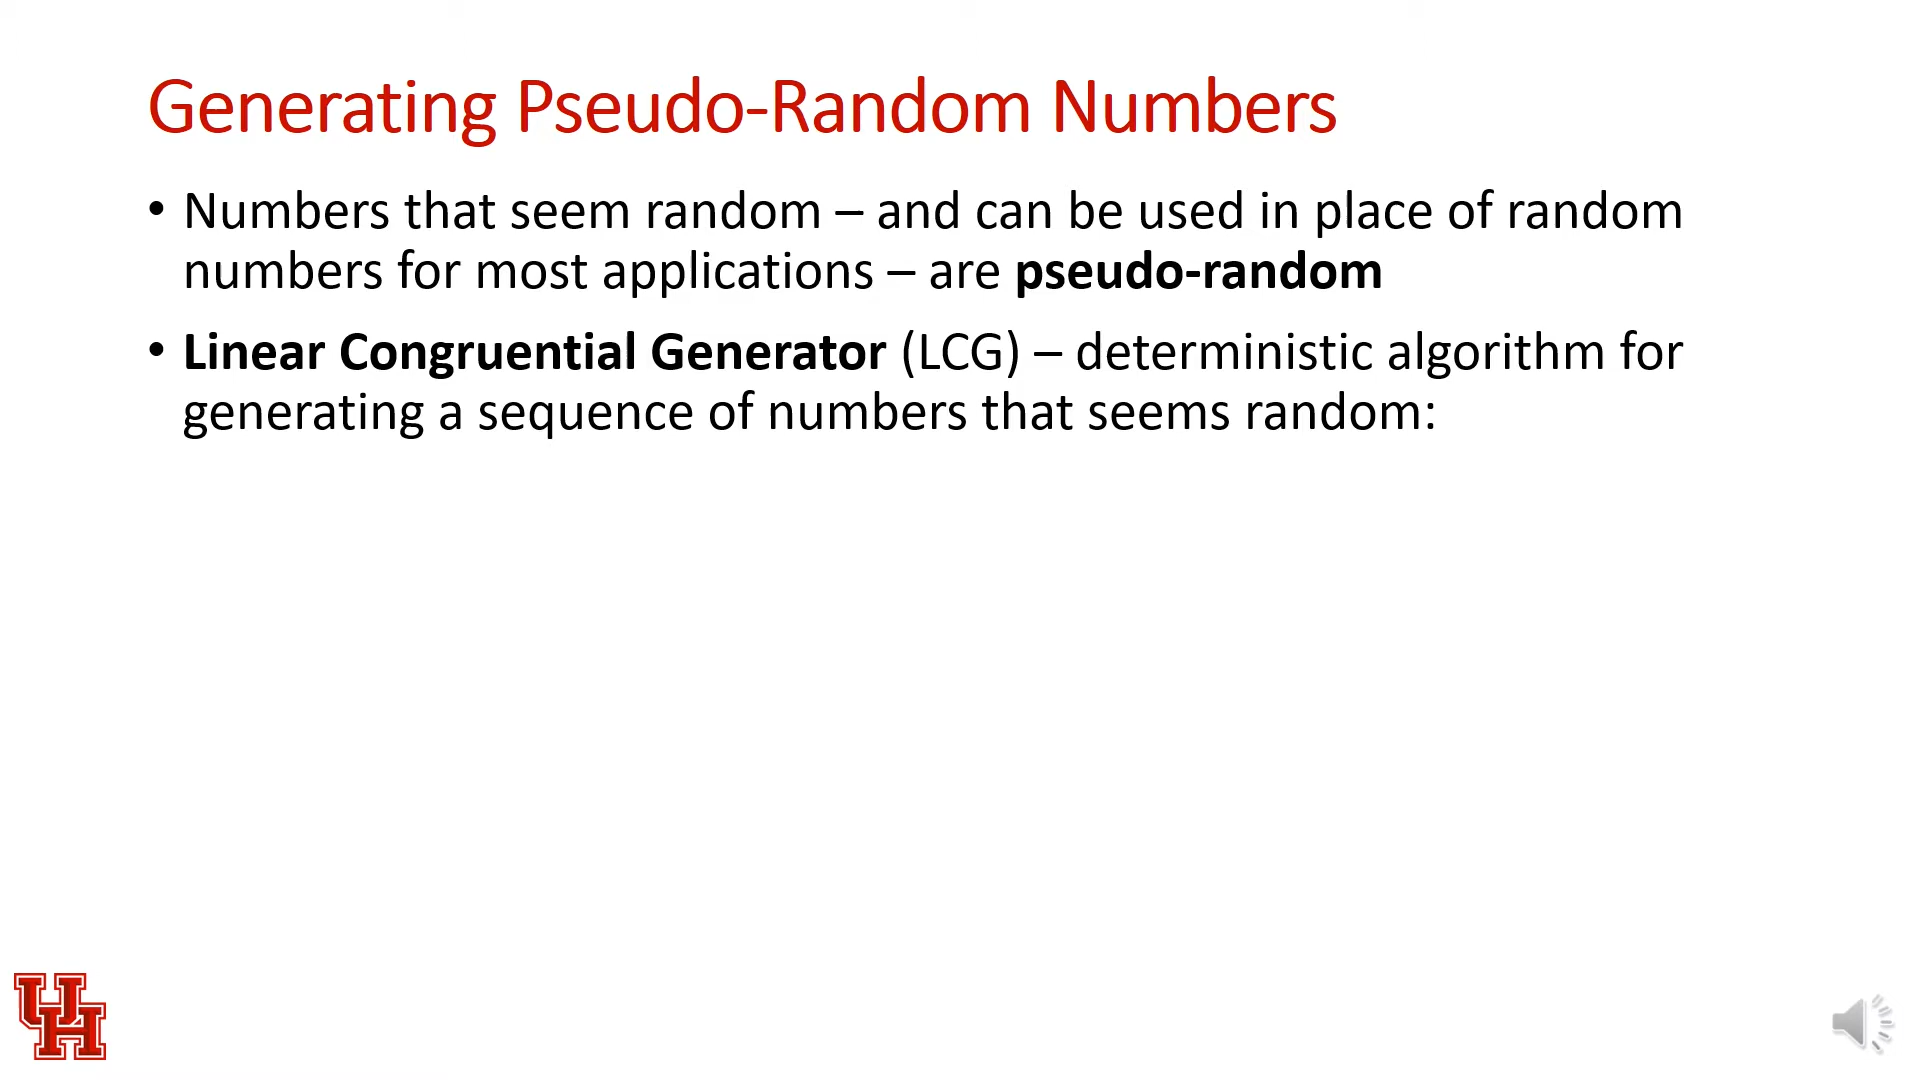 Generating Pseudo-Random Numbers
• Numbers that seem random – and can be used in place of random
numbers for most applications – are pseudo-random
• Linear Congruential Generator (LCG) – deterministic algorithm for
generating a sequence of numbers that seems random:
UH